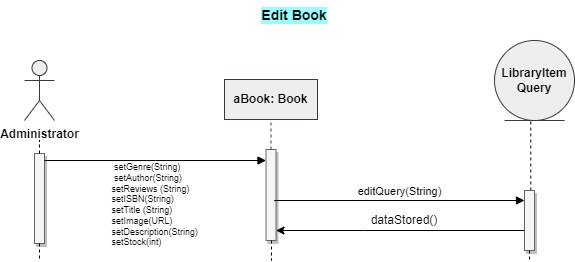 Edit Book
LibraryItem
Query
aBook: Book
Administrator
setGenre(String)
setAuthor(String)
setReviews (String)
setISBN(String)
setTitle (String)
setImage(URL)
setDescription(String)
setStock(int)
editQuery(String)
dataStored()